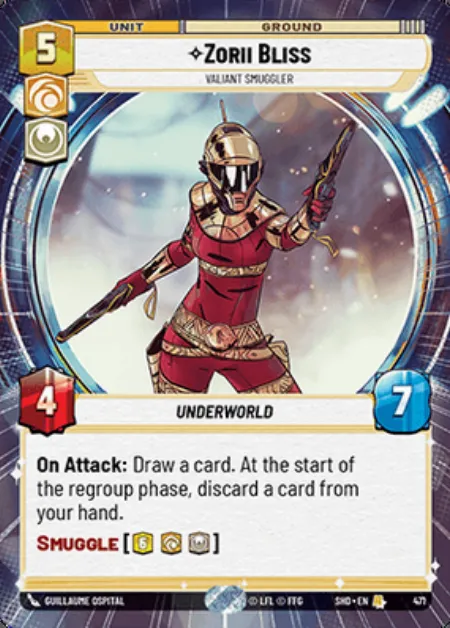 UNIT GROUND
5
✧ZORII BLISS
VALIANT SMUGGLER
4
UNDERWORLD
7
On Attack: Draw a card. At the start of
the regroup phase, discard a card from
your hand.
SMUGGLE [6]
GUILLAUME OSPITAL © LFL © FFG SHD • EN 471